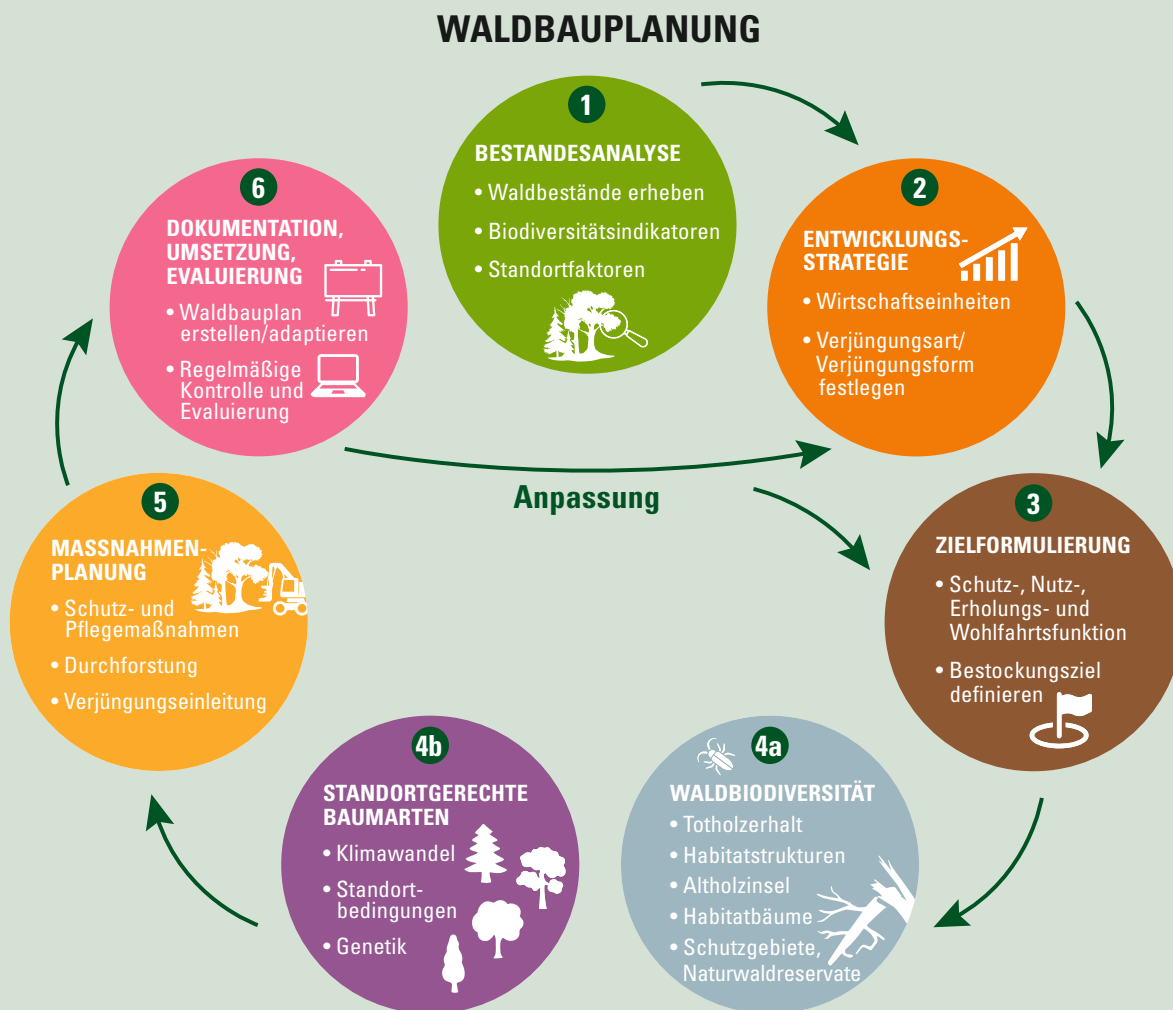 WALDBAUPLANUNG
1
BESTANDESANALYSE
• Waldbestände erheben
• Biodiversitätsindikatoren
• Standortfaktoren
2
ENTWICKLUNGS-
STRATEGIE
• Wirtschaftseinheiten
• Verjüngungsart/
Verjüngungsform
festlegen
3
ZIELFORMULIERUNG
• Schutz-, Nutz-,
Erholungs- und
Wohlfahrtsfunktion
• Bestockungsziel
definieren
4a
WALDBIODIVERSITÄT
• Totholzerhalt
• Habitatstrukturen
• Altholzinsel
• Habitatbäume
• Schutzgebiete,
Naturwaldreservate
4b
STANDORTGERECHTE
BAUMARTEN
• Klimawandel
• Standort-
bedingungen
• Genetik
5
MASSNAHMEN-
PLANUNG
• Schutz- und
Pflegemaßnahmen
• Durchforstung
• Verjüngungseinleitung
6
DOKUMENTATION,
UMSETZUNG,
EVALUIERUNG
• Waldbauplan
erstellen/adaptieren
• Regelmäßige
Kontrolle und
Evaluierung
Anpassung